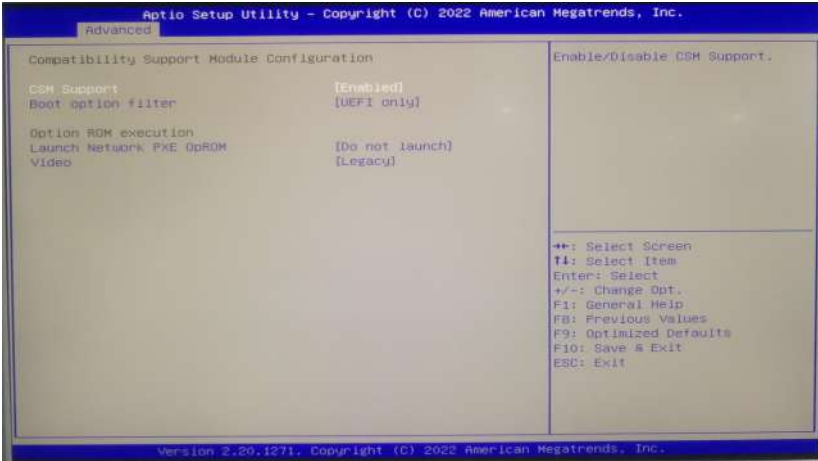 Aptio Setup Utility – Copyright (C) 2022 American Megatrends, Inc.
Advanced
Compatibility Support Module Configuration
CSM Support [Enabled]
Boot option filter [UEFI only]
Option ROM execution
Launch Network PXE OpROM [Do not launch]
Video [Legacy]
Enable/Disable CSM Support.
→←: Select Screen
↑↓: Select Item
Enter: Select
+/-: Change Opt.
F1: General Help
F8: Previous Values
F9: Optimized Defaults
F10: Save & Exit
ESC: Exit
Version 2.20.1271. Copyright (C) 2022 American Megatrends, Inc.